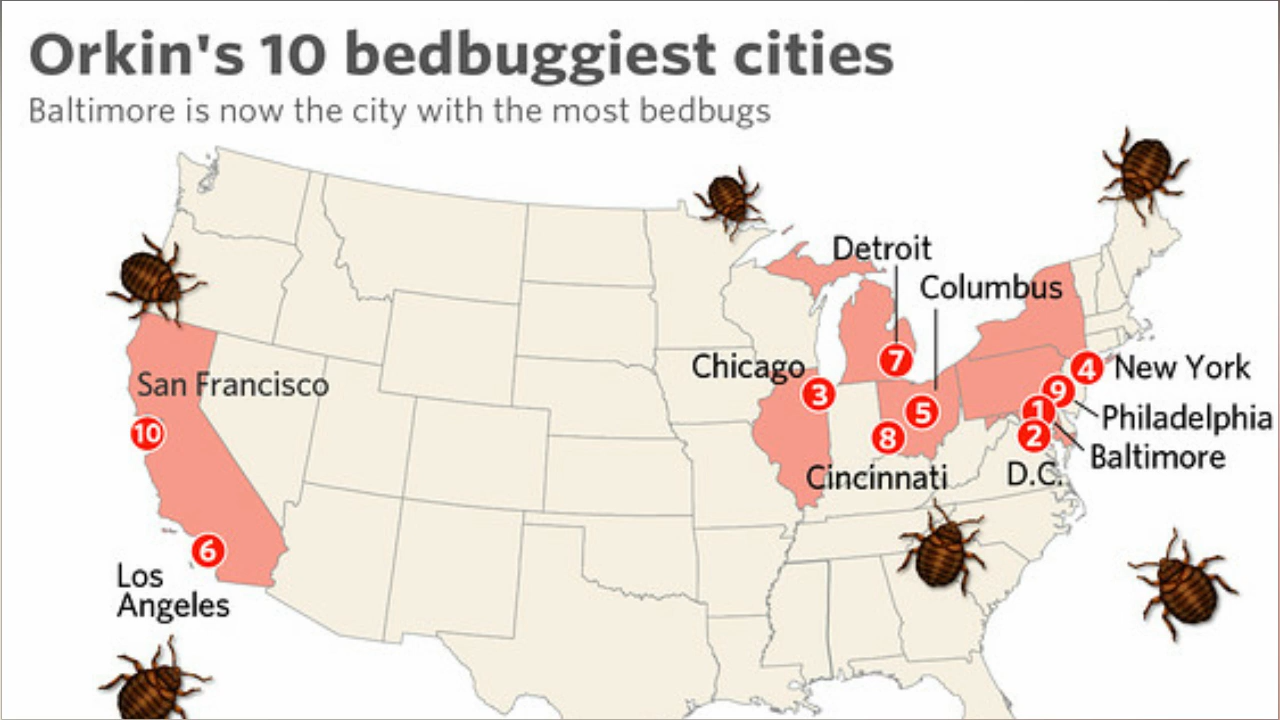 Orkin's 10 bedbuggiest cities
Baltimore is now the city with the most bedbugs
Detroit
Columbus
Chicago
7
4
New York
San Francisco
3
9
5
1
Philadelphia
10
8
2
Baltimore
Cincinnati
D.C.
6
Los
Angeles